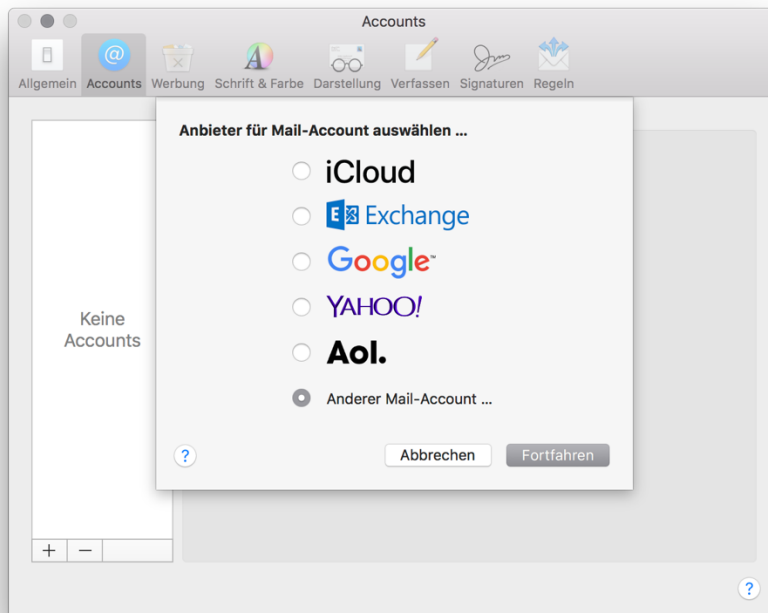 Accounts
Allgemein Accounts Werbung Schrift & Farbe Darstellung Verfassen Signaturen Regeln
Anbieter für Mail-Account auswählen ...
iCloud
E Exchange
Google™
YAHOO!
Aol.
Anderer Mail-Account ...
Keine
Accounts
? Abbrechen Fortfahren
+ −
?